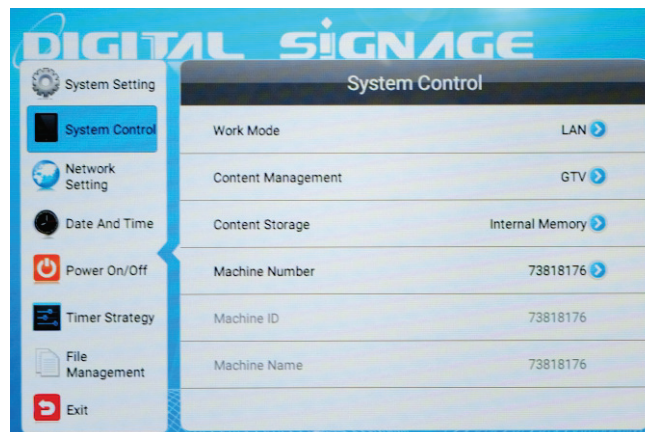 DIGITAL SiGNAGE
System Setting
System Control
Network
Setting
Date And Time
Power On/Off
Timer Strategy
File
Management
Exit
System Control
Work Mode LAN
Content Management GTV
Content Storage Internal Memory
Machine Number 73818176
Machine ID 73818176
Machine Name 73818176